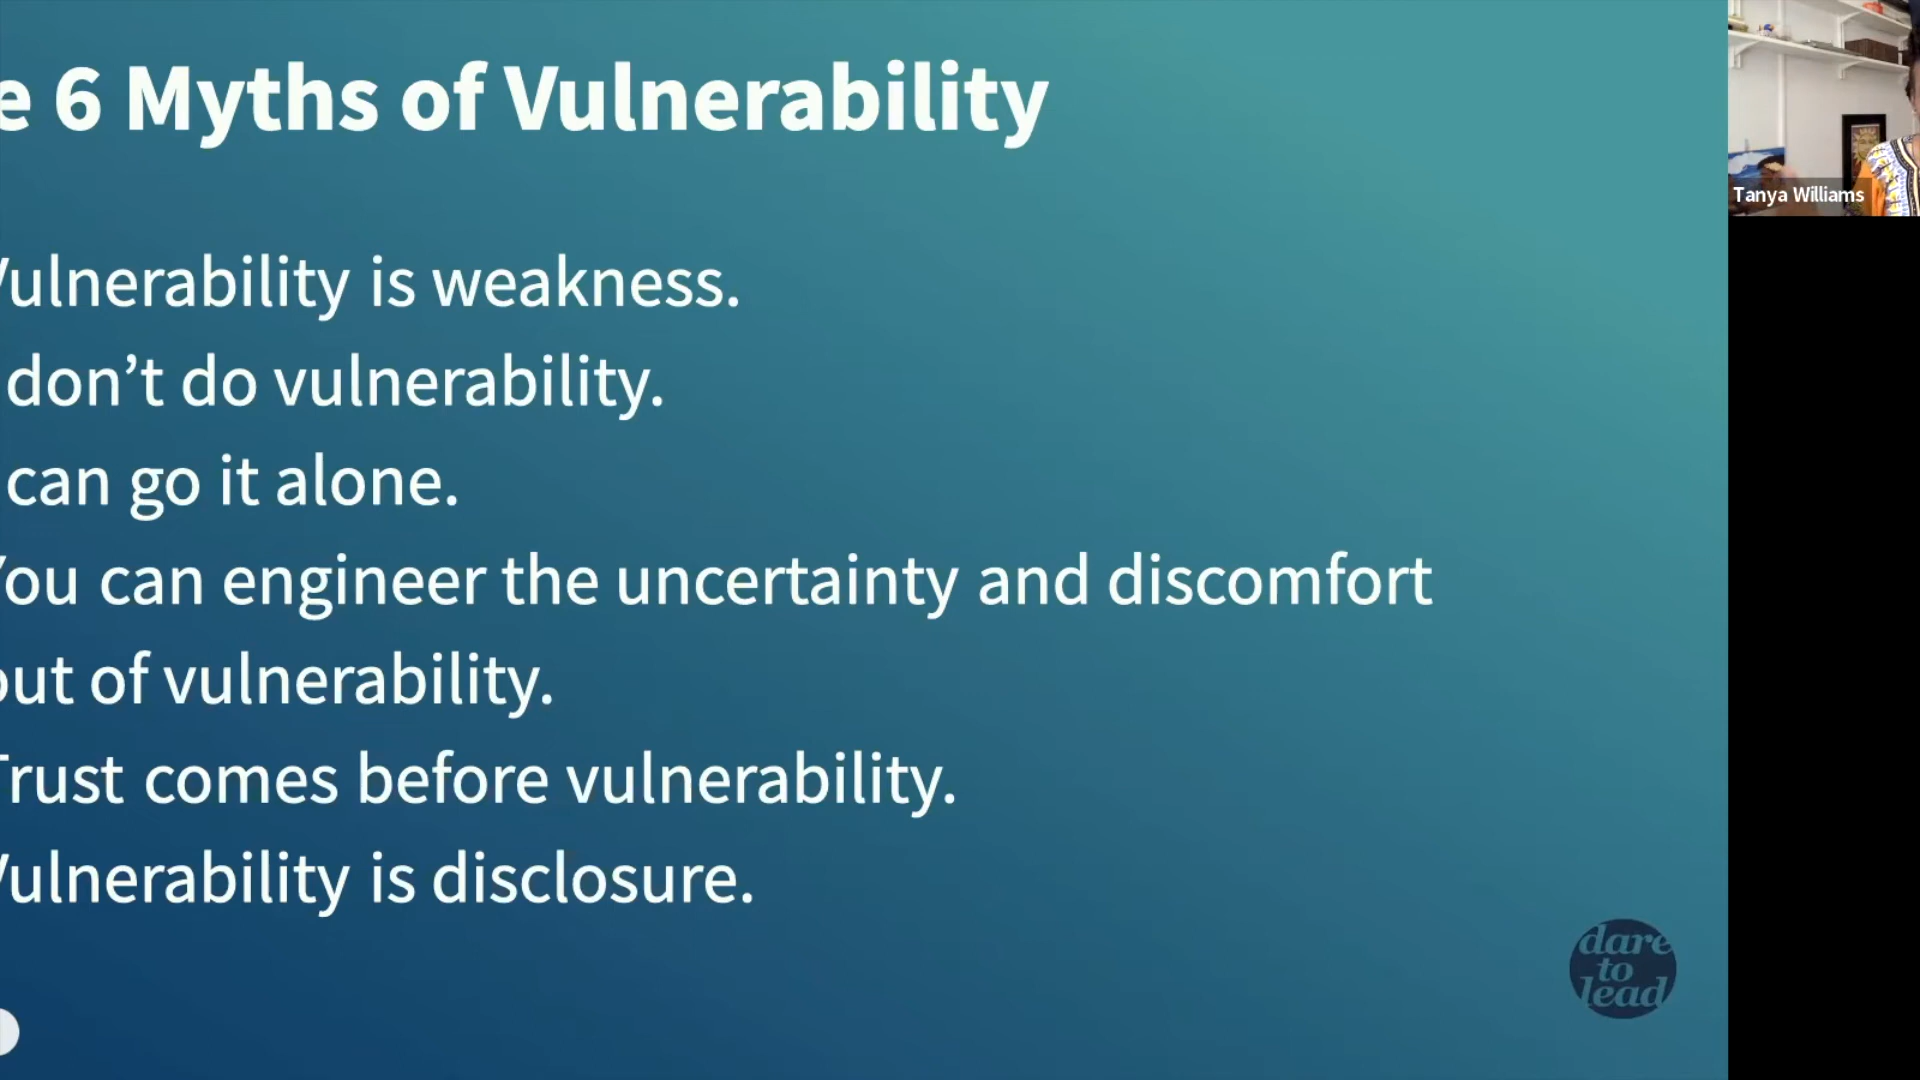 e 6 Myths of Vulnerability
Tanya Williams
Vulnerability is weakness.
don’t do vulnerability.
can go it alone.
You can engineer the uncertainty and discomfort
out of vulnerability.
Trust comes before vulnerability.
Vulnerability is disclosure.
dare
to
lead